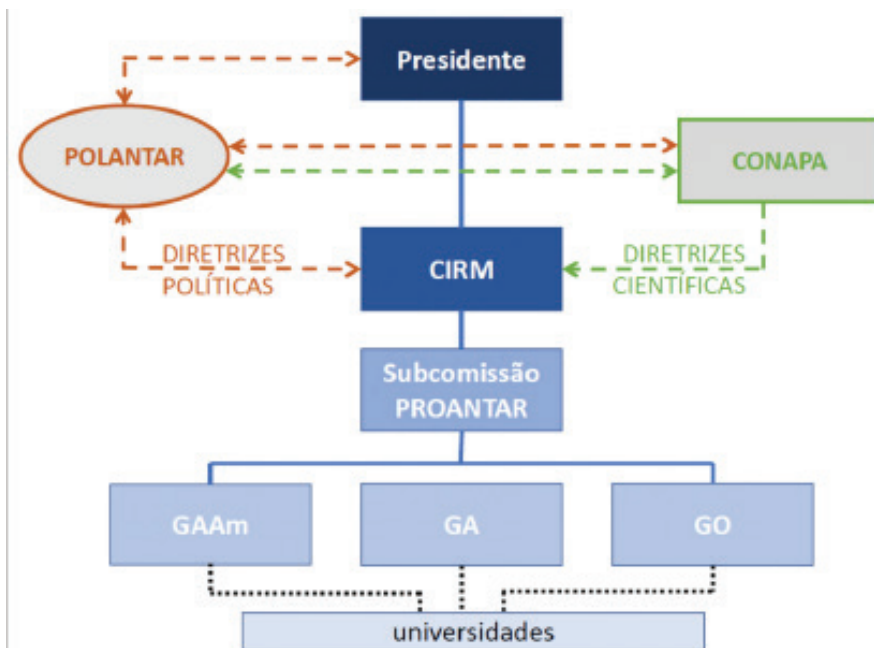 Presidente
POLANTAR
CONAPA
DIRETRIZES
POLÍTICAS
CIRM
DIRETRIZES
CIENTÍFICAS
Subcomissão
PROANTAR
GAAm
GA
GO
universidades